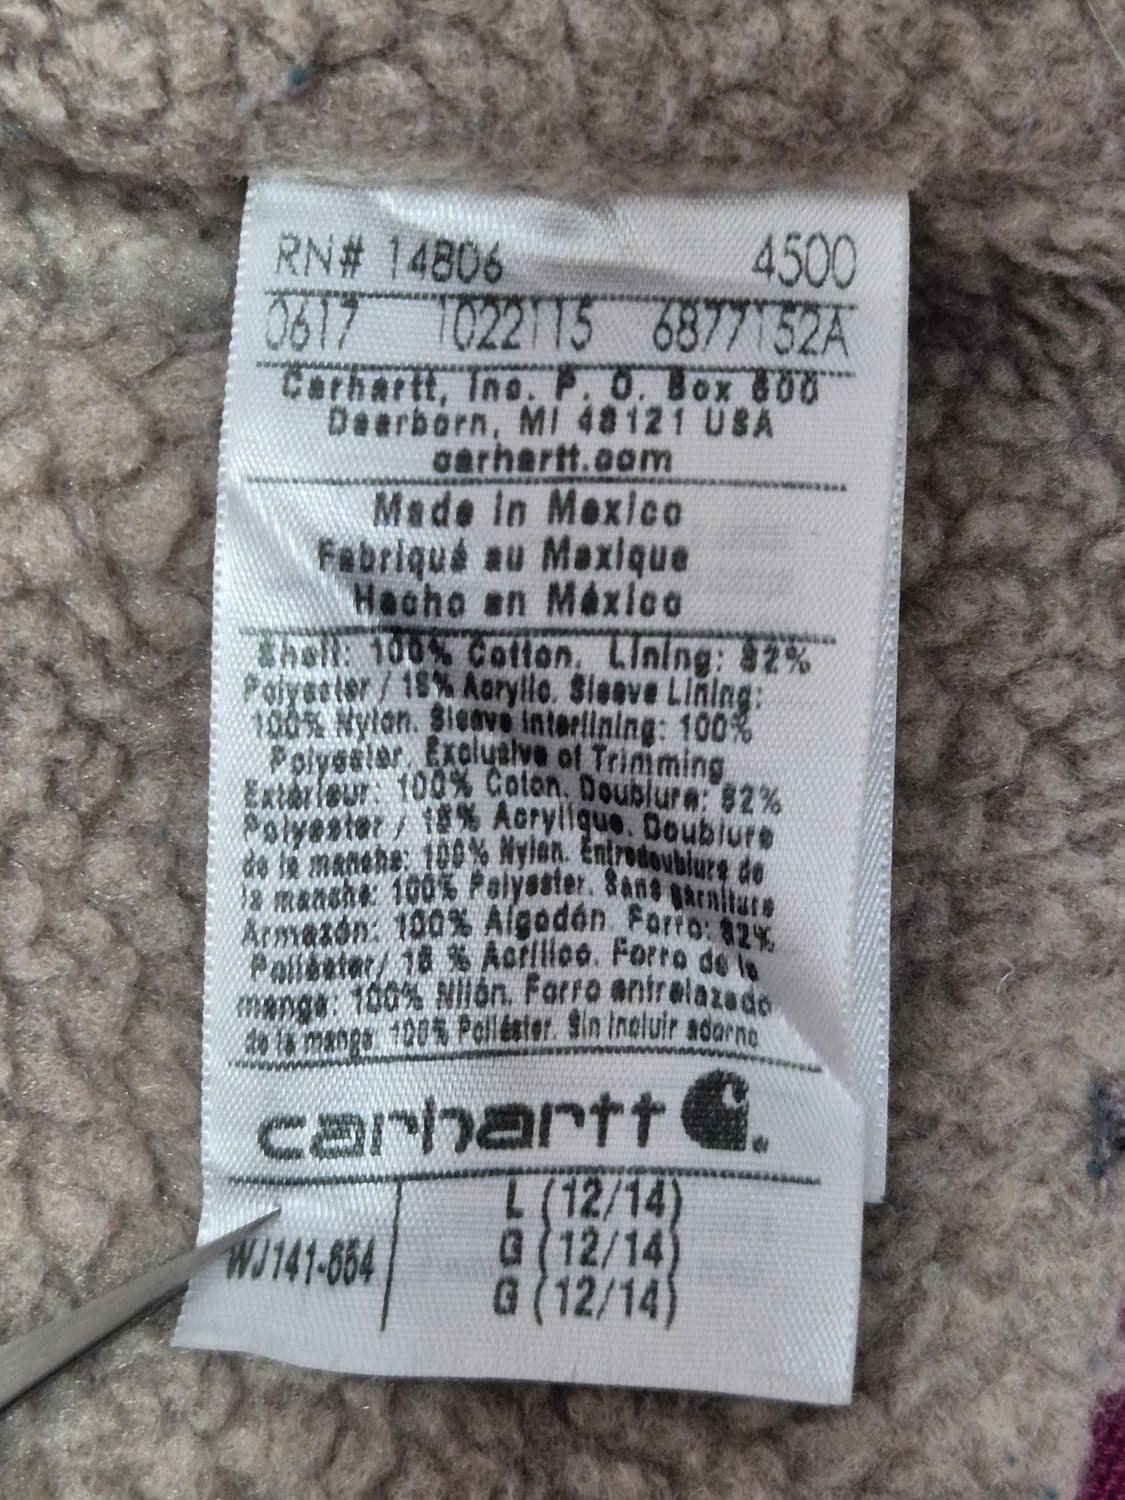 RN# 14806 4500
0617 1022115 6877152A
Carhartt, Inc. P. O. Box 600
Dearborn, MI 48121 USA
carhartt.com
Made in Mexico
Fabriqué au Mexique
Hecho en México
Shell: 100% Cotton. Lining: 82%
Polyester / 18% Acrylic. Sleeve Lining:
100% Nylon. Sleeve Interlining: 100%
Polyester. Exclusive of Trimming
Extérieur: 100% Coton. Doublure: 82%
Polyester / 18% Acrylique. Doublure
de la manche: 100% Nylon. Entredoublure de
la manche: 100% Polyester. Sans garniture
Armazón: 100% Algodón. Forro: 82%
Poliéster/ 18 % Acrílico. Forro de la
manga: 100% Nilón. Forro entrelazado
de la manga: 100% Poliéster. Sin incluir adorno
carhartt
L (12/14)
G (12/14)
WJ141-654
G (12/14)